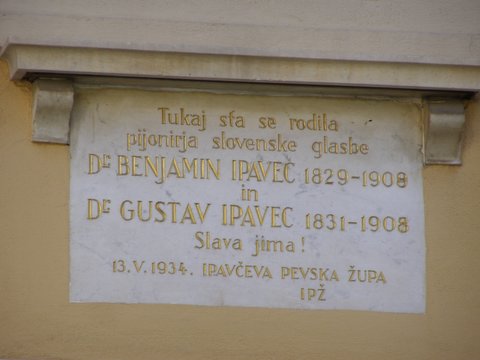 Tukaj sta se rodila
pijonirja slovenske glasbe
Dr. BENJAMIN IPAVEC 1829-1908
in
Dr. GUSTAV IPAVEC 1831-1908
Slava jima!
13.V.1934. IPAVČEVA PEVSKA ŽUPA
IPŽ